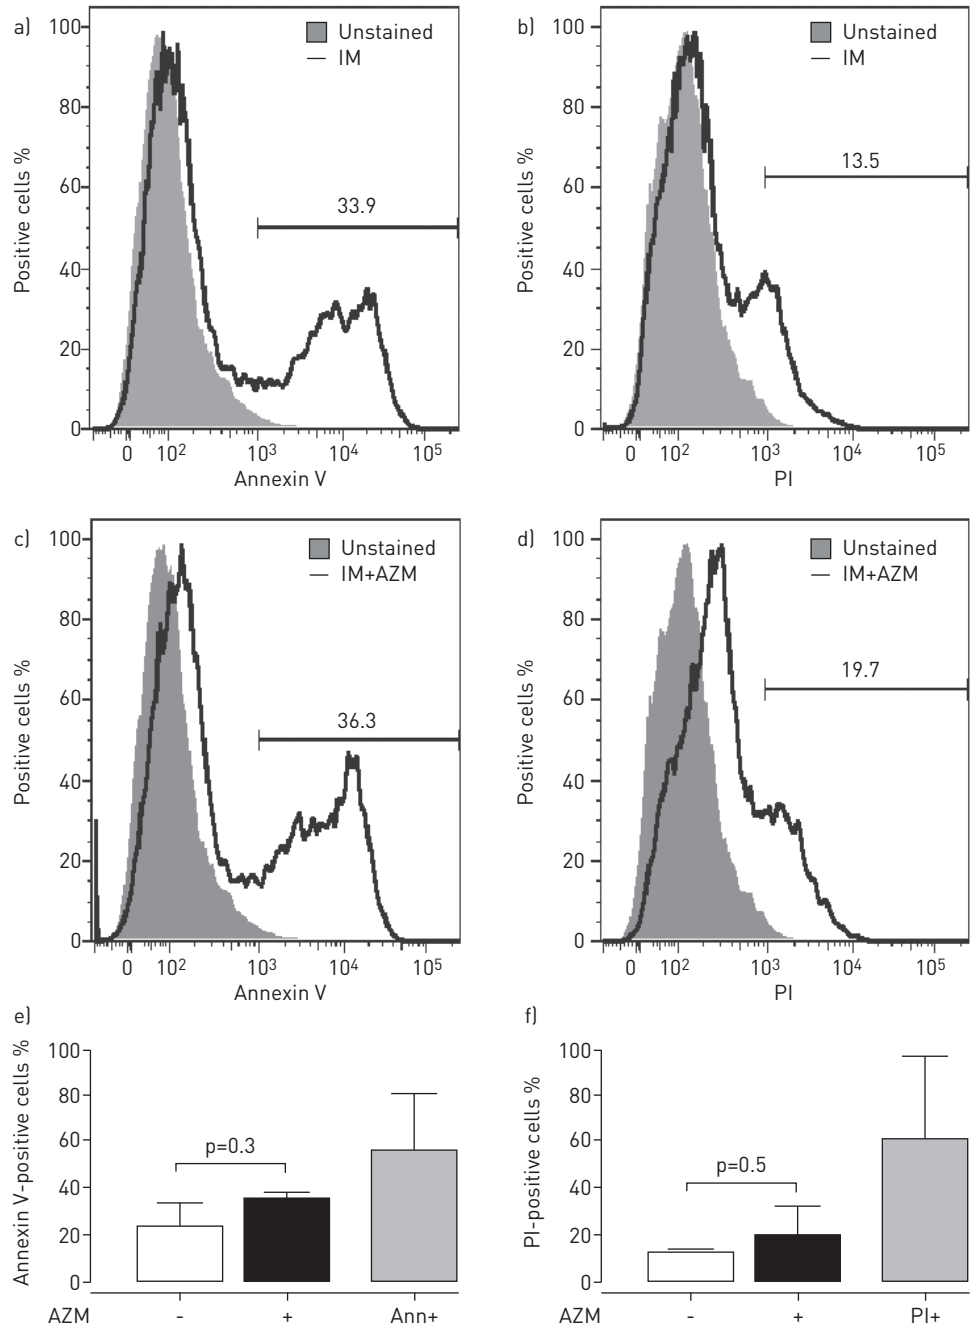 a)
Positive cells %
100
80
60
40
20
0
Unstained
IM
33.9
0 10² 10³ 10⁴ 10⁵
Annexin V
b)
Positive cells %
100
80
60
40
20
0
Unstained
IM
13.5
0 10² 10³ 10⁴ 10⁵
PI
c)
Positive cells %
100
80
60
40
20
0
Unstained
IM+AZM
36.3
0 10² 10³ 10⁴ 10⁵
Annexin V
d)
Positive cells %
100
80
60
40
20
0
Unstained
IM+AZM
19.7
0 10² 10³ 10⁴ 10⁵
PI
e)
Annexin V-positive cells %
100
80
60
40
20
0
p=0.3
AZM - + Ann+
f)
PI-positive cells %
100
80
60
40
20
0
p=0.5
AZM - + PI+